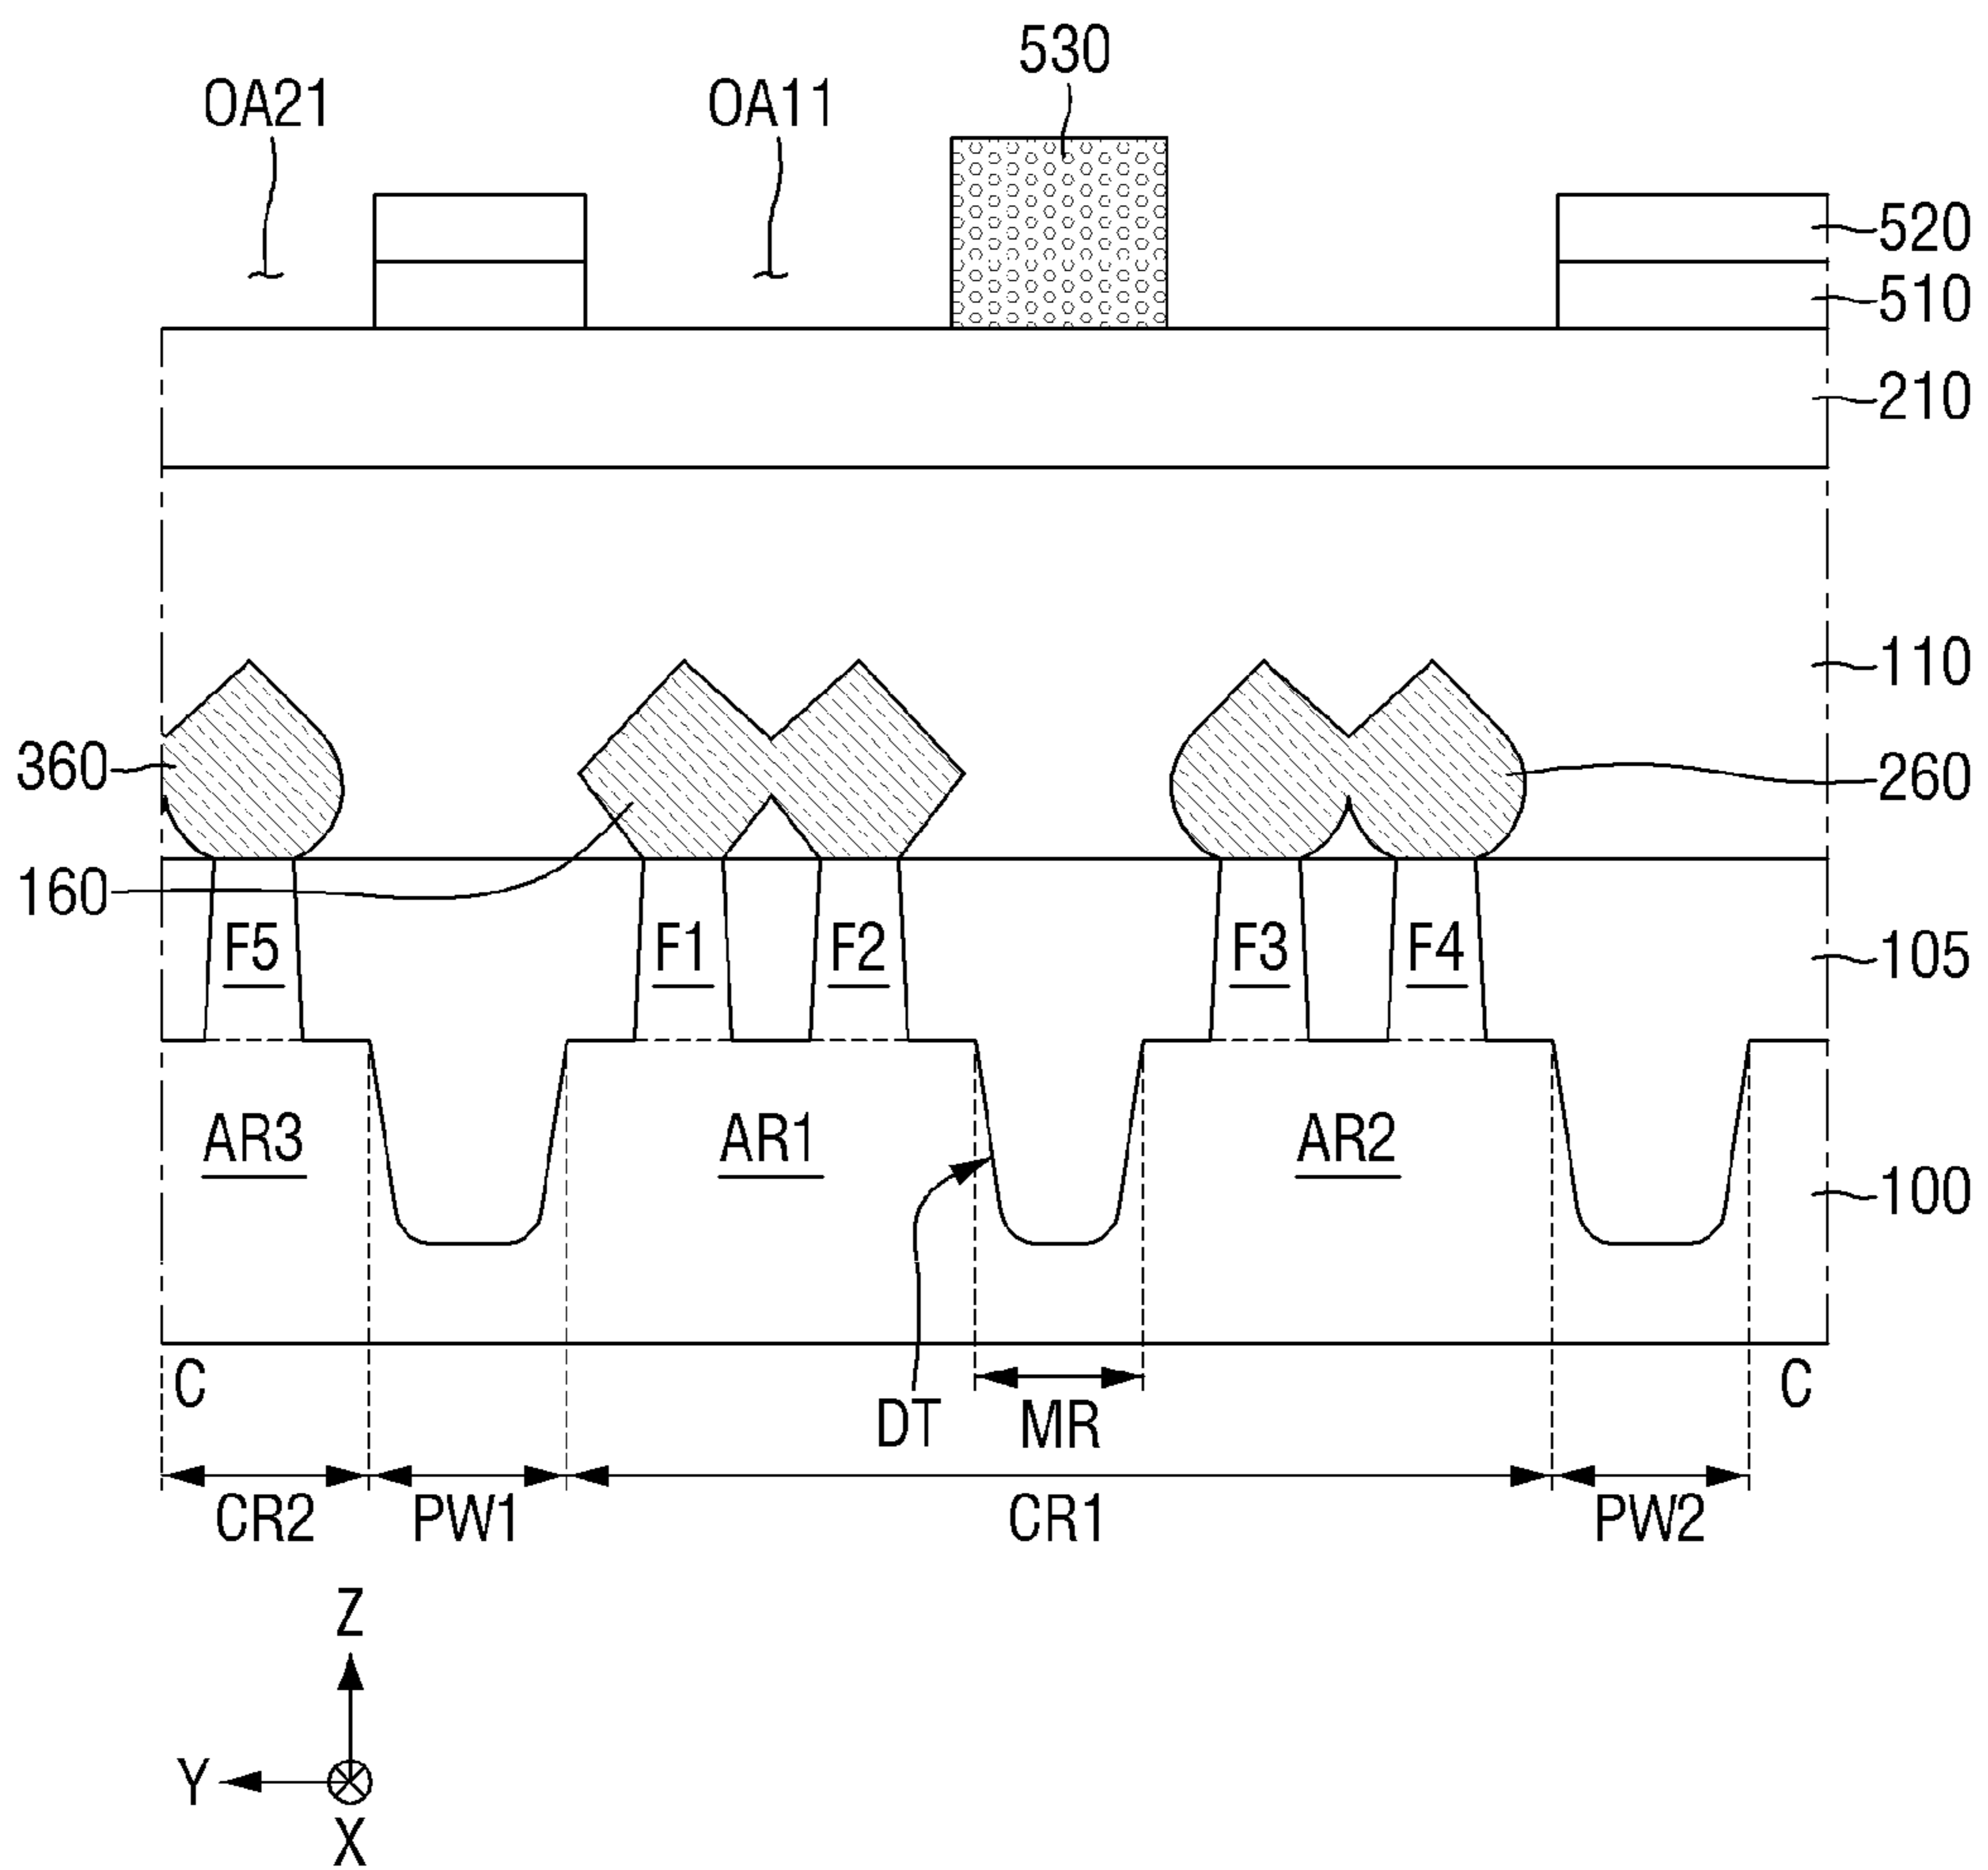 530
OA21 OA11
520
510
210
110
360 260
160
F5 F1 F2 F3 F4 105
AR3 AR1 AR2
100
C C
DT MR
CR2 PW1 CR1 PW2
Z
Y
X